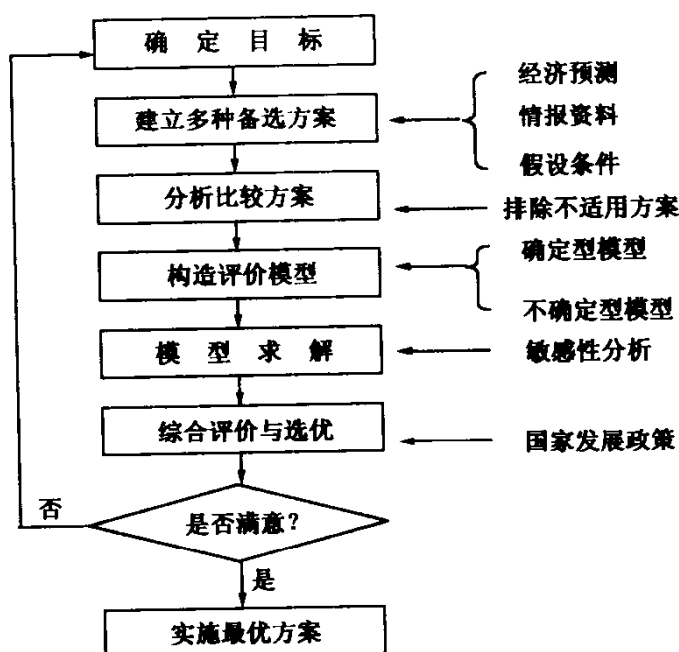 确定目标
经济预测
建立多种备选方案
情报资料
假设条件
分析比较方案
排除不适用方案
确定型模型
构造评价模型
不确定型模型
模型求解
敏感性分析
综合评价与选优
国家发展政策
否
是否满意?
是
实施最优方案